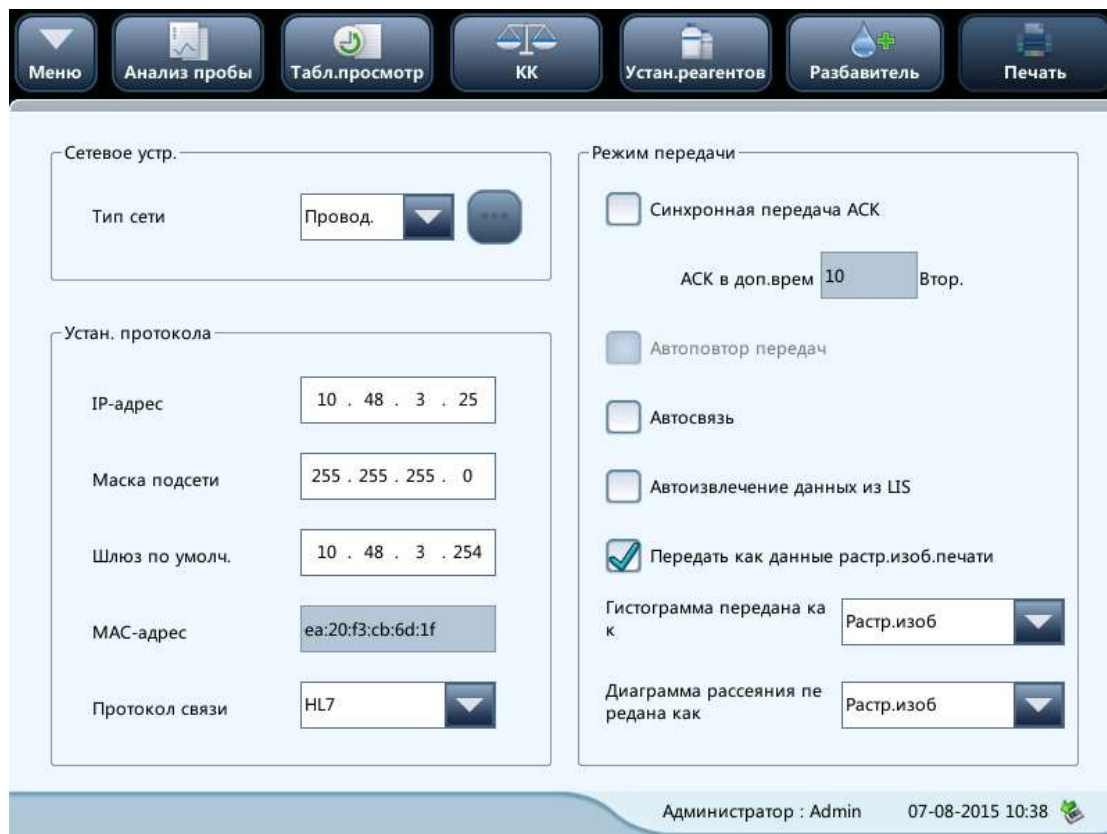 Меню
Анализ пробы
Табл.просмотр
КК
Устан.реагентов
Разбавитель
Печать
Сетевое устр.
Тип сети
Провод.
Устан. протокола
IP-адрес
10 . 48 . 3 . 25
Маска подсети
255 . 255 . 255 . 0
Шлюз по умолч.
10 . 48 . 3 . 254
MAC-адрес
ea:20:f3:cb:6d:1f
Протокол связи
HL7
Режим передачи
Синхронная передача ACK
ACK в доп.врем 10 Втор.
Автоповтор передач
Автосвязь
Автоизвлечение данных из LIS
Передать как данные растр.изоб.печати
Гистограмма передана ка
к
Растр.изоб
Диаграмма рассеяния пе
редана как
Растр.изоб
Администратор : Admin
07-08-2015 10:38